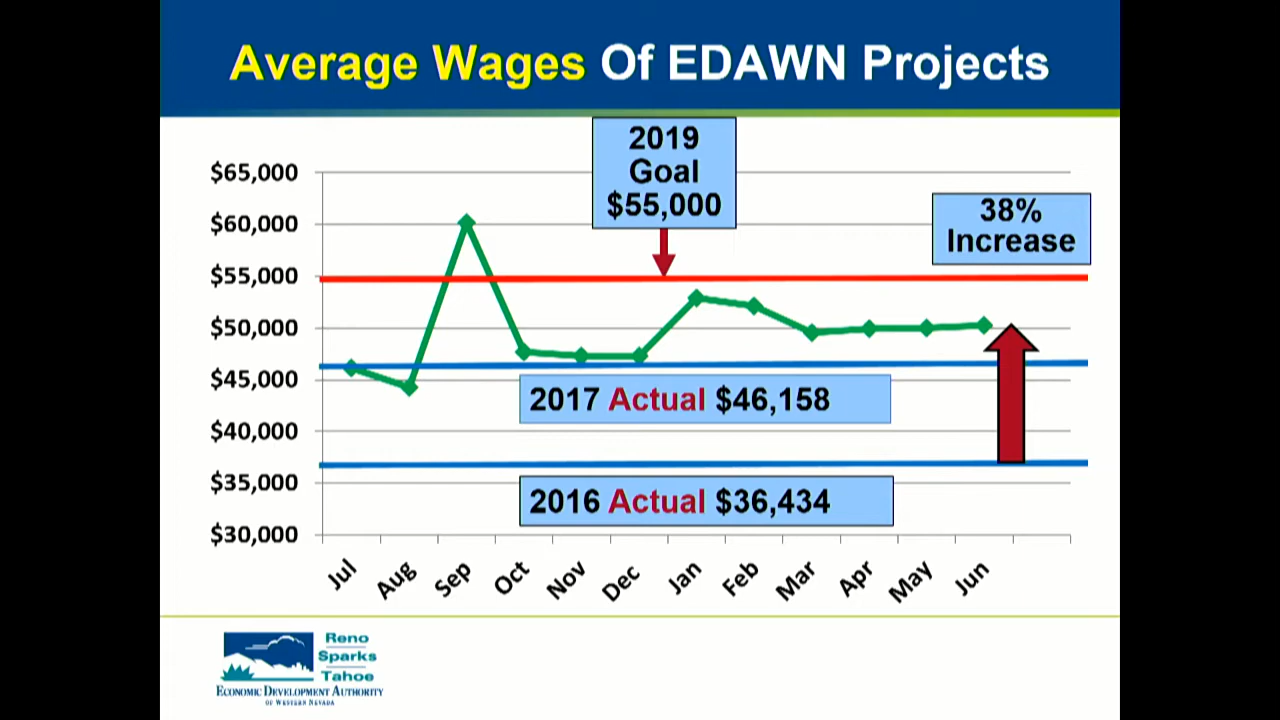 Average Wages Of EDAWN Projects
2019
Goal
$55,000
38%
Increase
$65,000
$60,000
$55,000
$50,000
$45,000
$40,000
$35,000
$30,000
2017 Actual $46,158
2016 Actual $36,434
Jul Aug Sep Oct Nov Dec Jan Feb Mar Apr May Jun
Reno
Sparks
Tahoe
Economic Development Authority
of Western Nevada